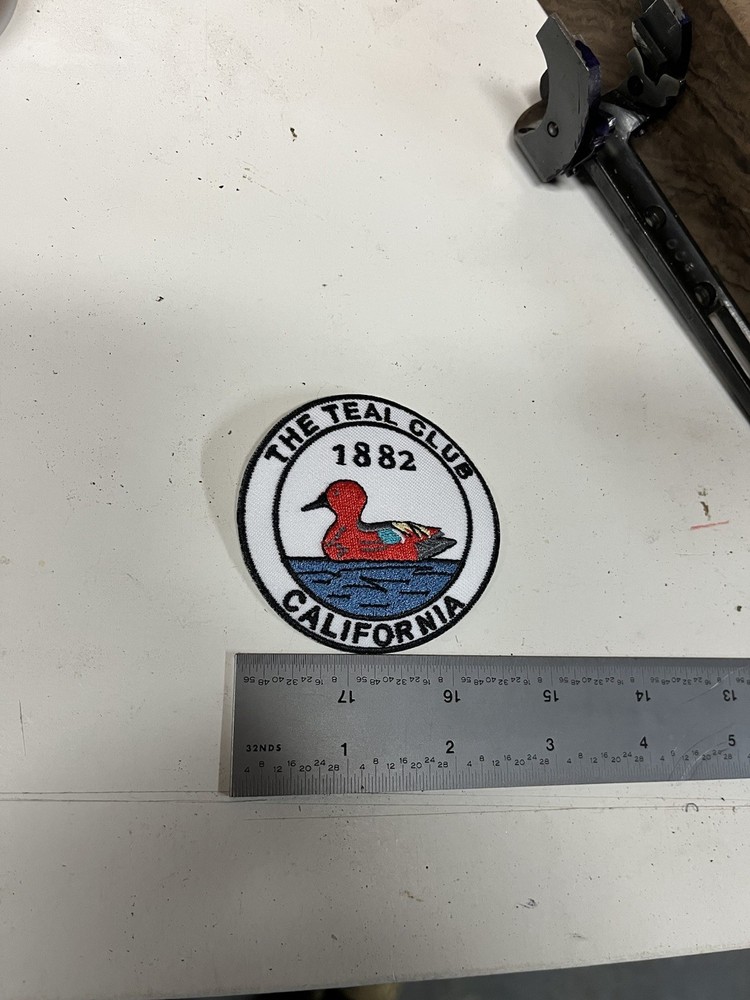 THE TEAL CLUB
1882
CALIFORNIA
17 16 15 14 13
32NDS 1 2 3 4 5